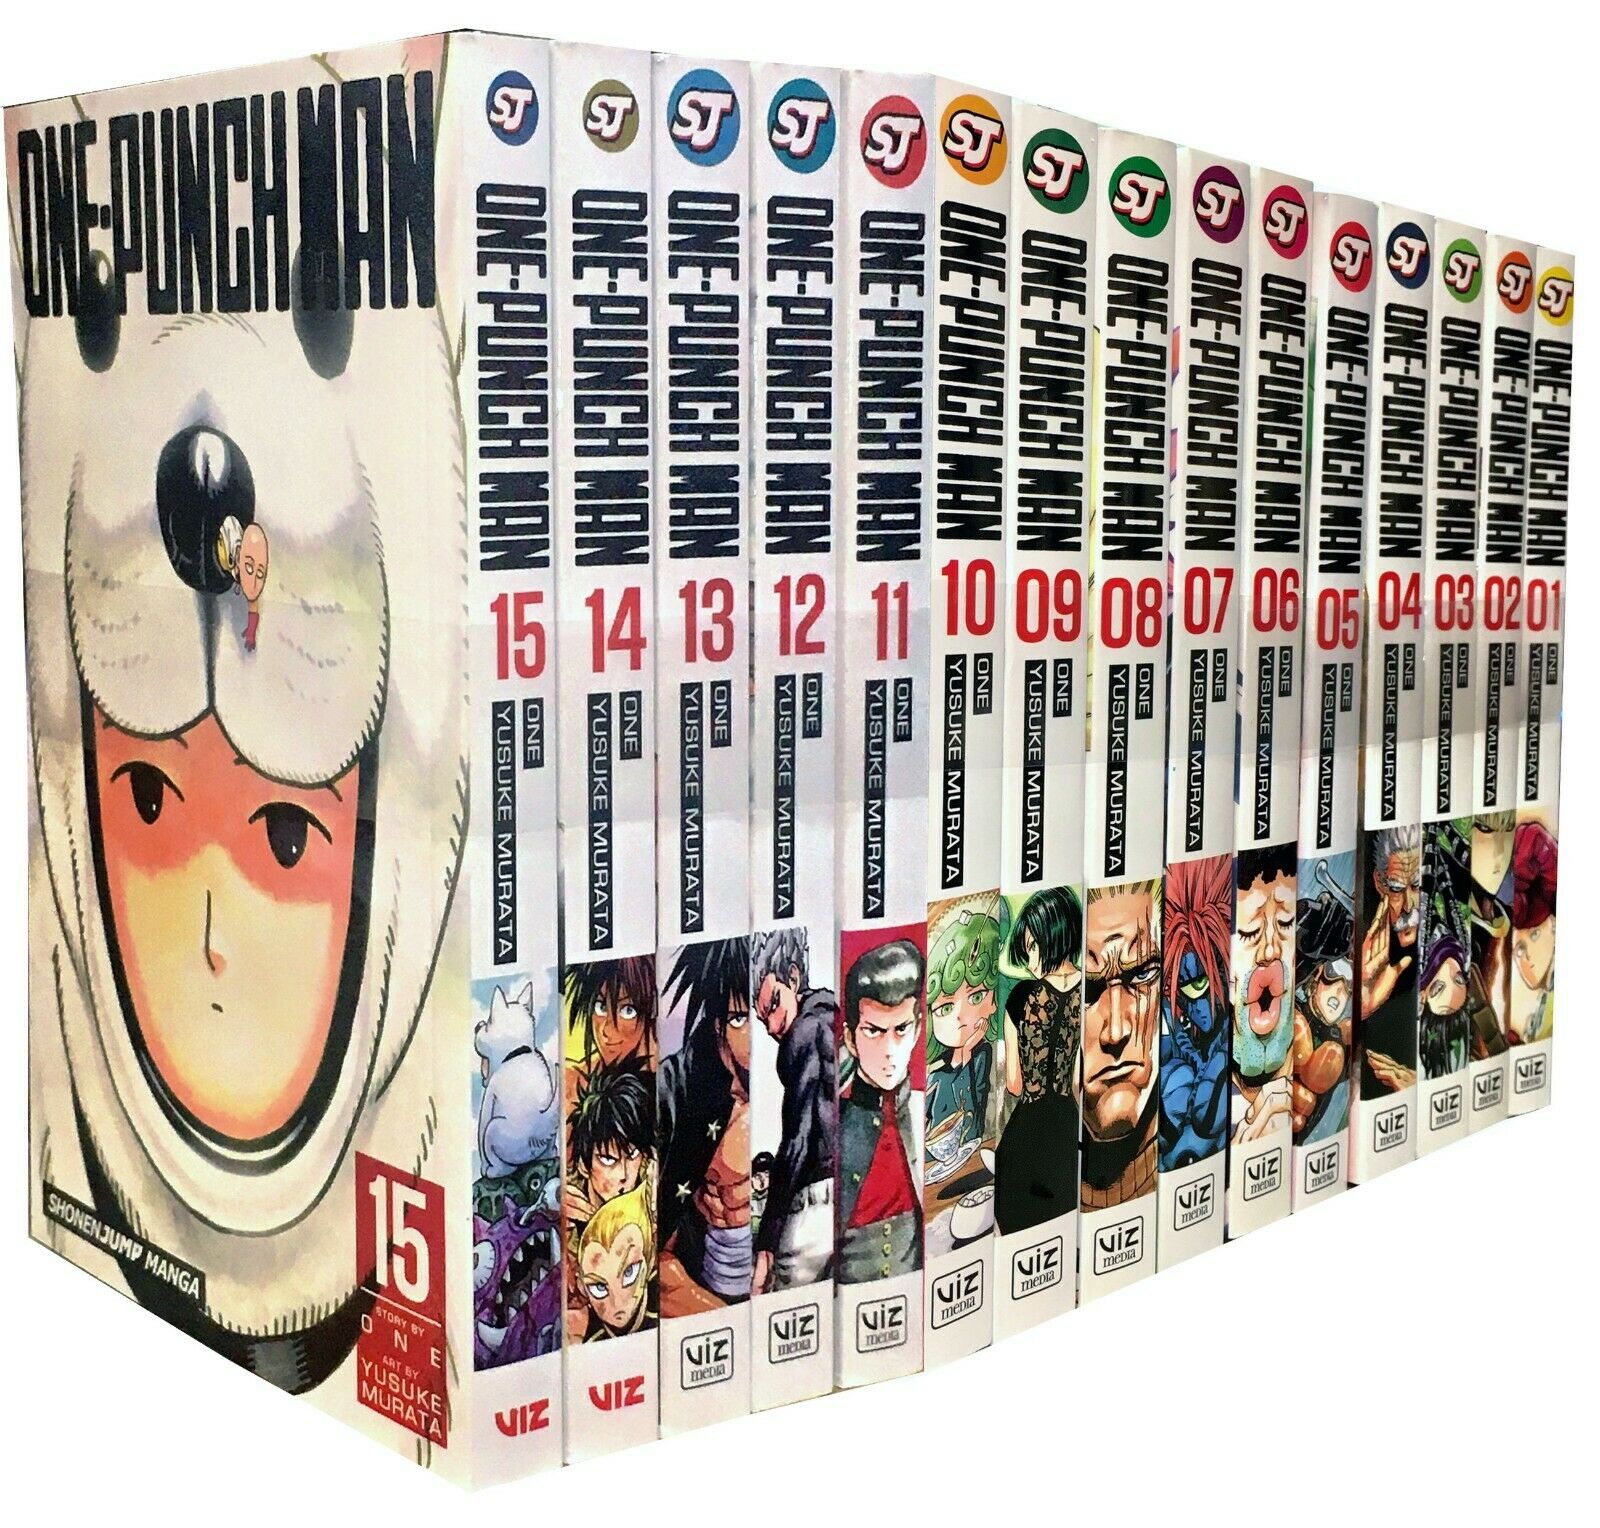 ONE-PUNCH MAN
SHONEN JUMP MANGA
15
STORY BY
ONE
ART BY
YUSUKE
MURATA
SJ
ONE-PUNCH MAN
15
ONE
YUSUKE MURATA
VIZ
SJ
ONE-PUNCH MAN
14
ONE
YUSUKE MURATA
VIZ
SJ
ONE-PUNCH MAN
13
ONE
YUSUKE MURATA
VIZ
media
SJ
ONE-PUNCH MAN
12
ONE
YUSUKE MURATA
VIZ
media
SJ
ONE-PUNCH MAN
11
ONE
YUSUKE MURATA
VIZ
media
SJ
ONE-PUNCH MAN
10
ONE
YUSUKE MURATA
VIZ
media
SJ
ONE-PUNCH MAN
09
ONE
YUSUKE MURATA
VIZ
media
SJ
ONE-PUNCH MAN
08
ONE
YUSUKE MURATA
VIZ
media
SJ
ONE-PUNCH MAN
07
ONE
YUSUKE MURATA
VIZ
media
SJ
ONE-PUNCH MAN
06
ONE
YUSUKE MURATA
VIZ
media
SJ
ONE-PUNCH MAN
05
ONE
YUSUKE MURATA
VIZ
media
SJ
ONE-PUNCH MAN
04
ONE
YUSUKE MURATA
VIZ
media
SJ
ONE-PUNCH MAN
03
ONE
YUSUKE MURATA
VIZ
media
SJ
ONE-PUNCH MAN
02
ONE
YUSUKE MURATA
VIZ
media
SJ
ONE-PUNCH MAN
01
ONE
YUSUKE MURATA
VIZ
media